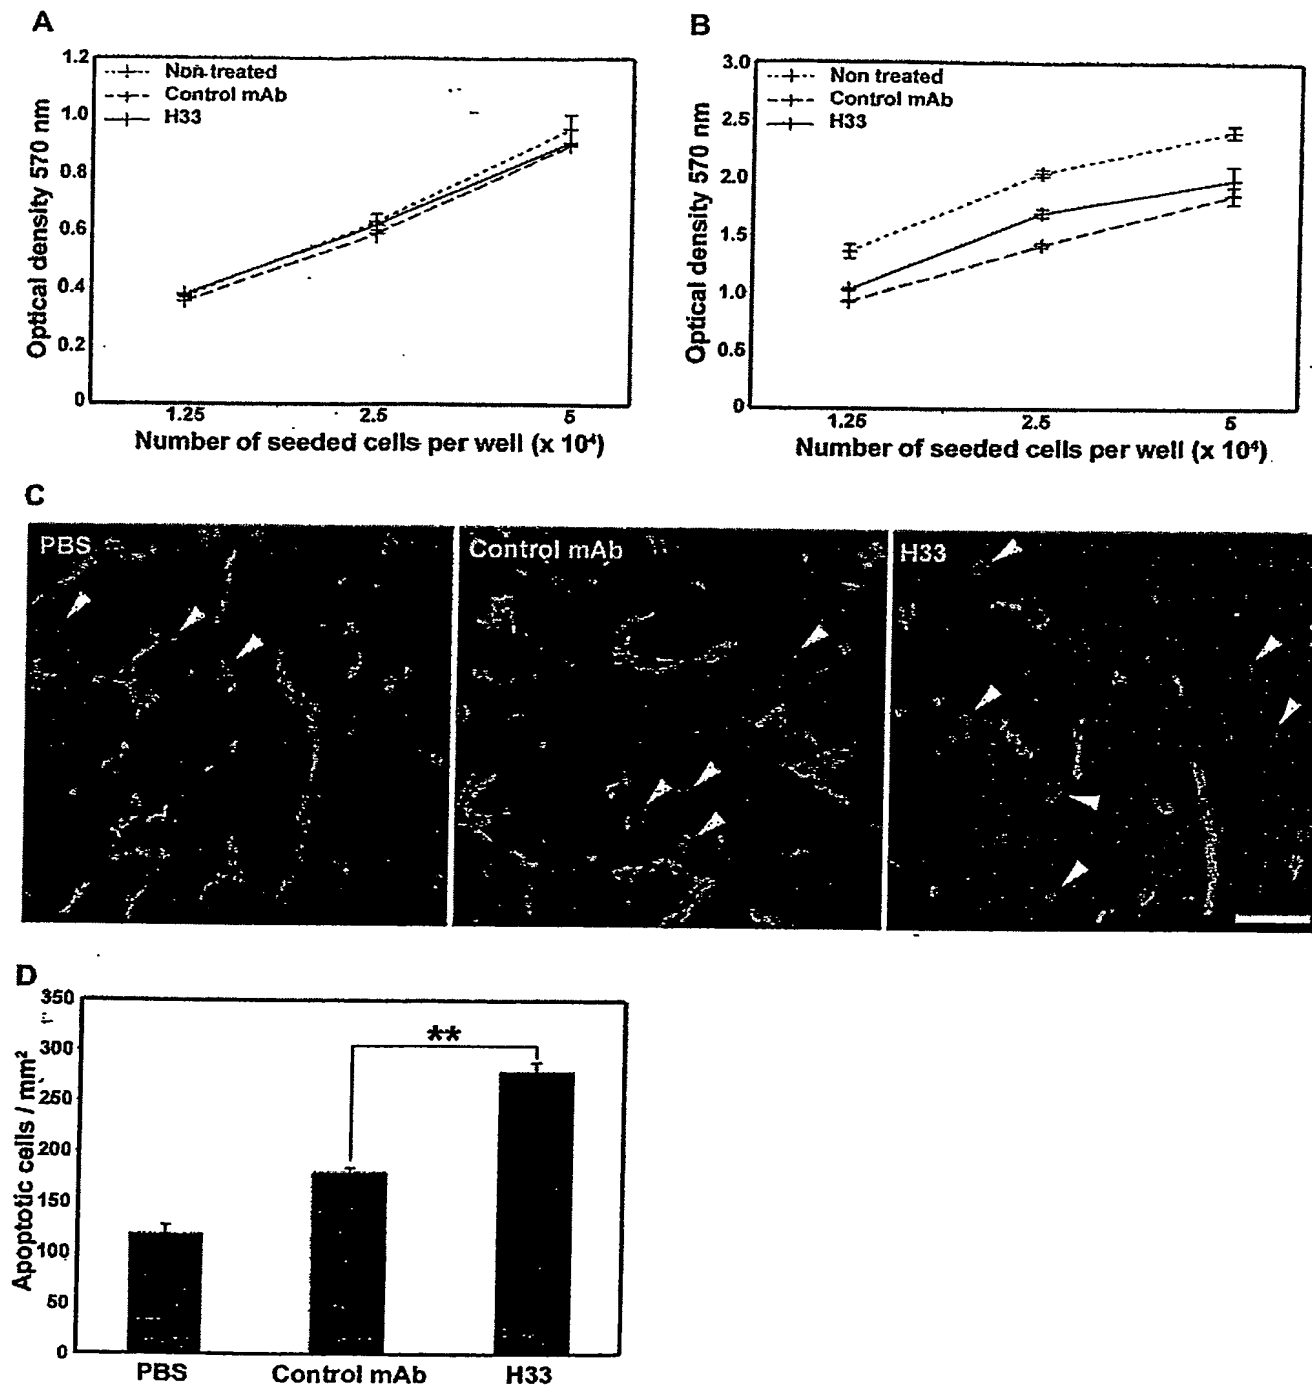 A
1.2
1.0
0.8
0.6
0.4
0.2
0
Optical density 570 nm
Non treated
Control mAb
H33
1.25 2.5 5
Number of seeded cells per well (x 10⁴)
B
3.0
2.5
2.0
1.5
1.0
0.5
0
Optical density 570 nm
Non treated
Control mAb
H33
1.25 2.5 5
Number of seeded cells per well (x 10⁴)
C
PBS
Control mAb
H33
D
350
300
250
200
150
100
50
0
Apoptotic cells / mm²
**
PBS Control mAb H33